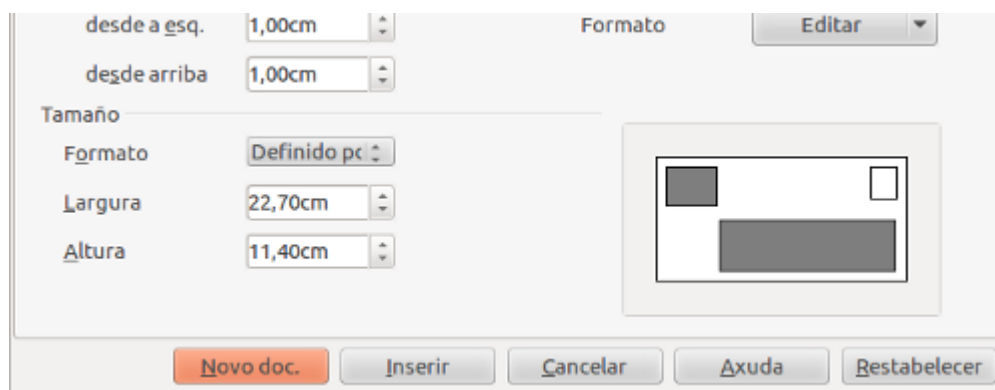 desde a esq. 1,00cm Formato Editar
desde arriba 1,00cm
Tamaño
Formato Definido pc
Largura 22,70cm
Altura 11,40cm
Novo doc. Inserir Cancelar Axuda Restabelecer